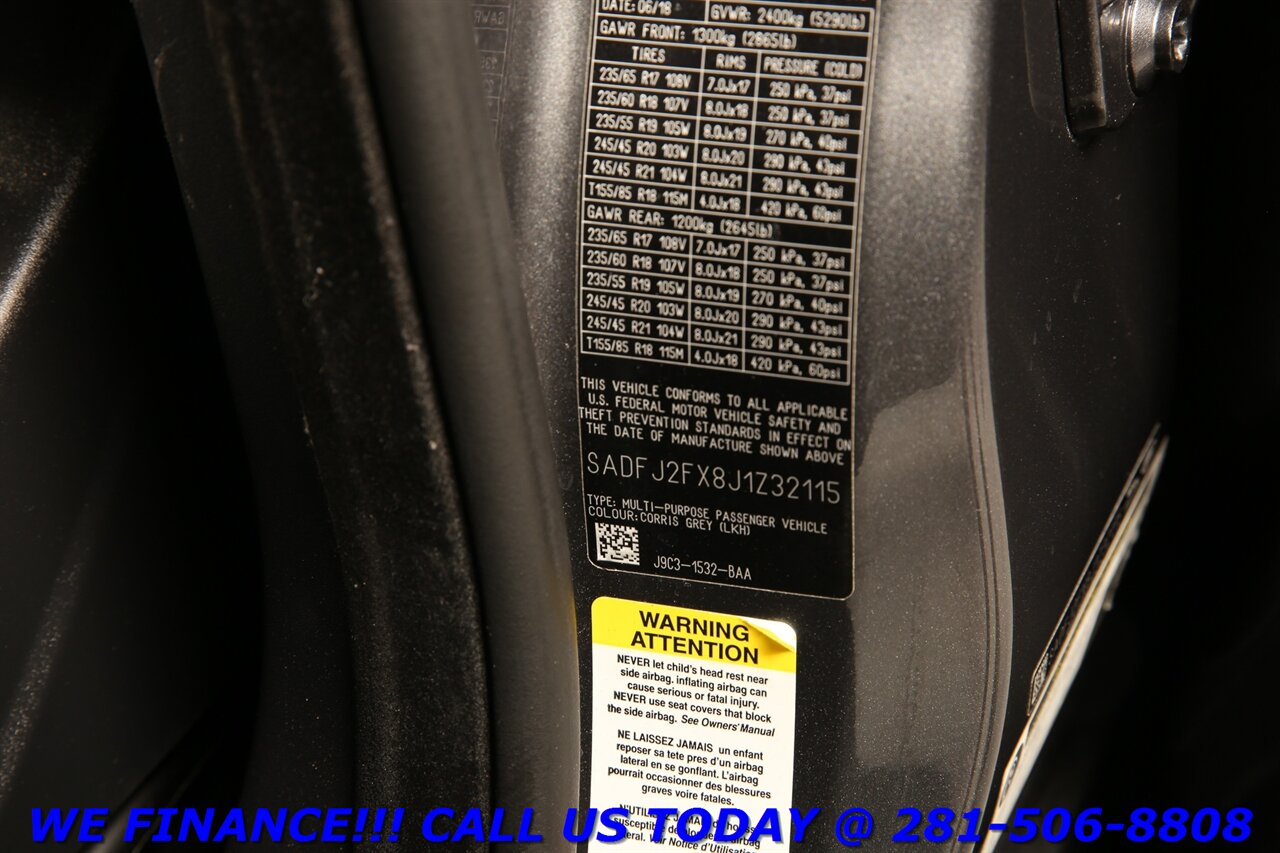 DATE: 06/18 GVWR: 2400kg (5290lb)
GAWR FRONT: 1300kg (2865lb)
TIRES RIMS PRESSURE (COLD)
235/65 R17 108V 7.0Jx17 250 kPa, 37psi
235/60 R18 107V 8.0Jx18 250 kPa, 37psi
235/55 R19 105W 8.0Jx19 270 kPa, 40psi
245/45 R20 103W 8.0Jx20 290 kPa, 43psi
245/45 R21 104W 8.0Jx21 290 kPa, 43psi
T155/85 R18 115M 4.0Jx18 420 kPa, 60psi
GAWR REAR: 1200kg (2645lb)
235/65 R17 108V 7.0Jx17 250 kPa, 37psi
235/60 R18 107V 8.0Jx18 250 kPa, 37psi
235/55 R19 105W 8.0Jx19 270 kPa, 40psi
245/45 R20 103W 8.0Jx20 290 kPa, 43psi
245/45 R21 104W 8.0Jx21 290 kPa, 43psi
T155/85 R18 115M 4.0Jx18 420 kPa, 60psi
THIS VEHICLE CONFORMS TO ALL APPLICABLE
U.S. FEDERAL MOTOR VEHICLE SAFETY AND
THEFT PREVENTION STANDARDS IN EFFECT ON
THE DATE OF MANUFACTURE SHOWN ABOVE
SADFJ2FX8J1Z32115
TYPE: MULTI-PURPOSE PASSENGER VEHICLE
COLOUR:CORRIS GREY (LKH)
J9C3-1532-BAA
WARNING
ATTENTION
NEVER let child's head rest near
side airbag. inflating airbag can
cause serious or fatal injury.
NEVER use seat covers that block
the side airbag. See Owners' Manual
NE LAISSEZ JAMAIS un enfant
reposer sa tete pres d'un airbag
lateral en se gonflant. L'airbag
pourrait occasionner des blessures
graves voire fatales.
N'UTILISEZ JAMAIS
susceptible de bloquer airbag
Voir Notice d'Utilisation
WE FINANCE!!! CALL US TODAY @ 281-506-8808